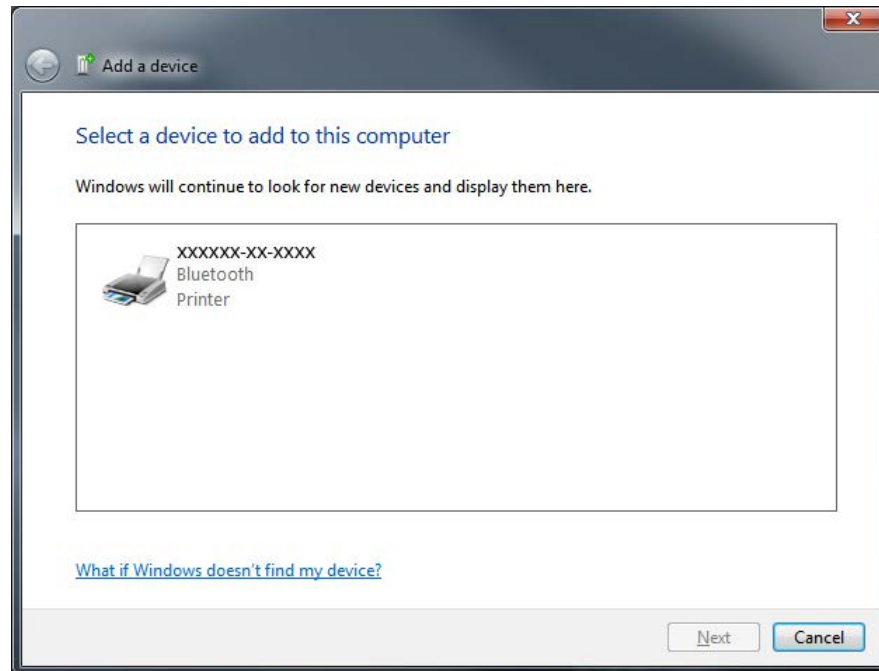 Add a device
Select a device to add to this computer
Windows will continue to look for new devices and display them here.
XXXXXX-XX-XXXX
Bluetooth
Printer
What if Windows doesn't find my device?
Next
Cancel